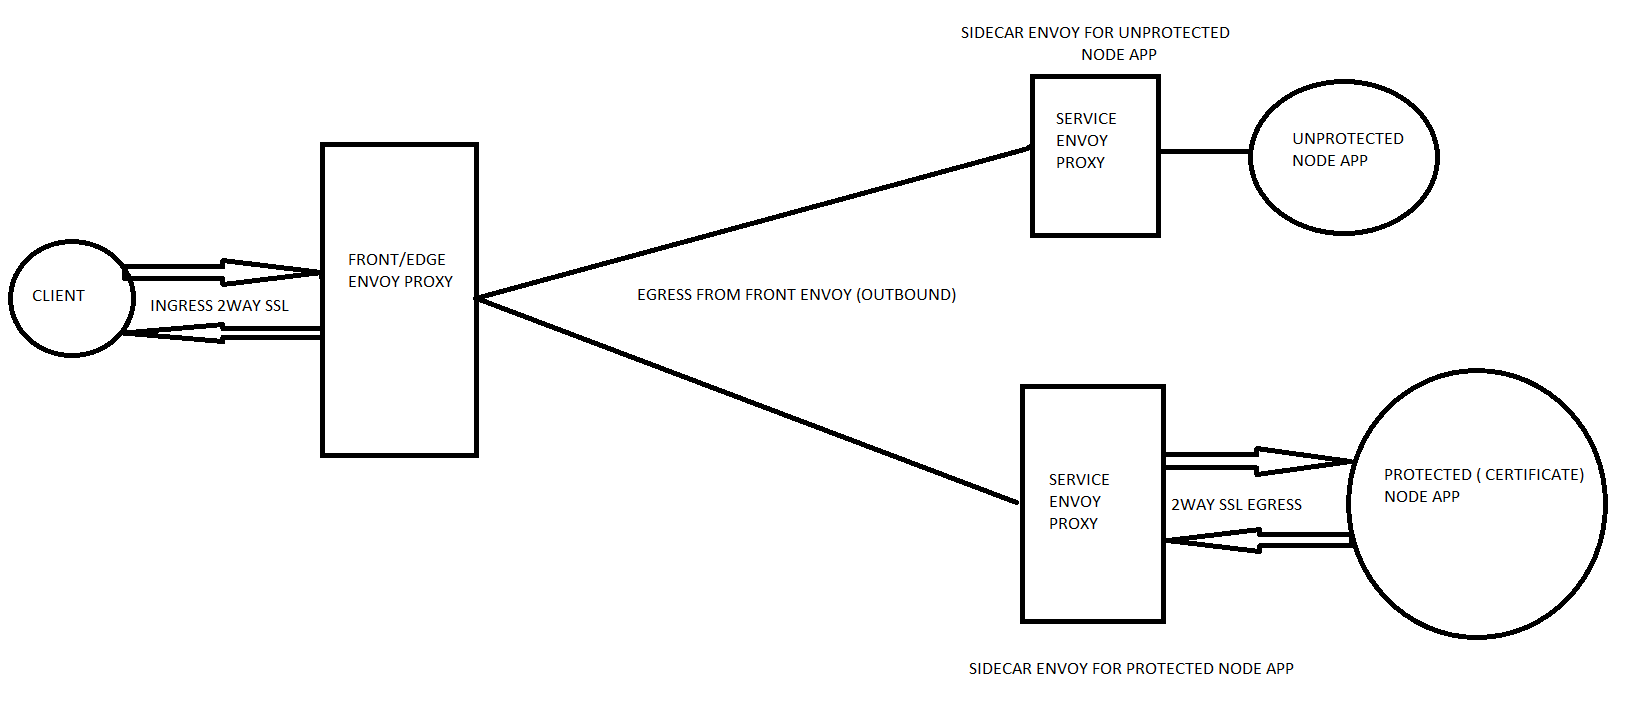 SIDECAR ENVOY FOR UNPROTECTED
NODE APP
SERVICE
ENVOY
PROXY
UNPROTECTED
NODE APP
FRONT/EDGE
ENVOY PROXY
CLIENT
INGRESS 2WAY SSL
EGRESS FROM FRONT ENVOY (OUTBOUND)
SERVICE
ENVOY
PROXY
2WAY SSL EGRESS
PROTECTED ( CERTIFICATE)
NODE APP
SIDECAR ENVOY FOR PROTECTED NODE APP